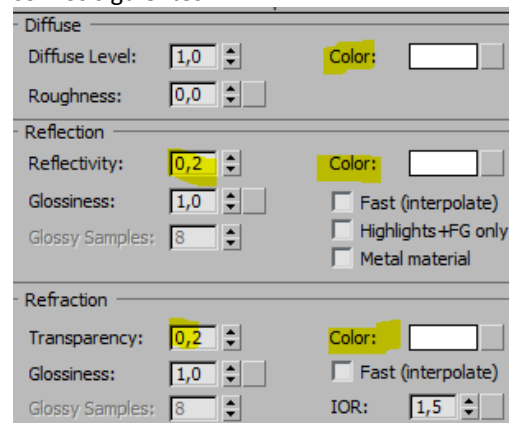 Diffuse
Diffuse Level: 1,0 Color:
Roughness: 0,0
Reflection
Reflectivity: 0,2 Color:
Glossiness: 1,0 Fast (interpolate)
Glossy Samples: 8 Highlights+FG only
Metal material
Refraction
Transparency: 0,2 Color:
Glossiness: 1,0 Fast (interpolate)
Glossy Samples: 8 IOR: 1,5